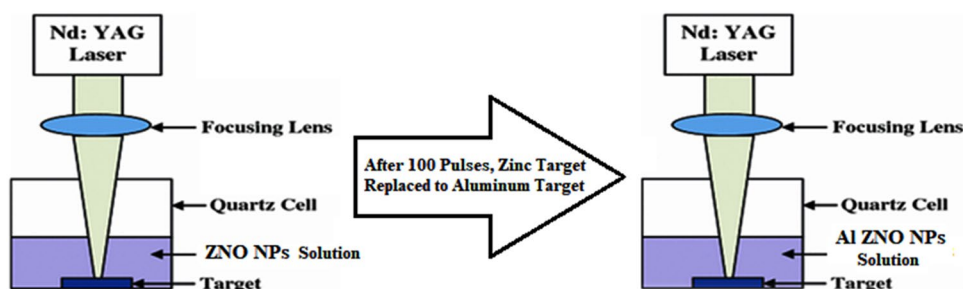 Nd: YAG
Laser
Focusing Lens
Quartz Cell
ZNO NPs Solution
Target
After 100 Pulses, Zinc Target
Replaced to Aluminum Target
Nd: YAG
Laser
Focusing Lens
Quartz Cell
Al ZNO NPs
Solution
Target